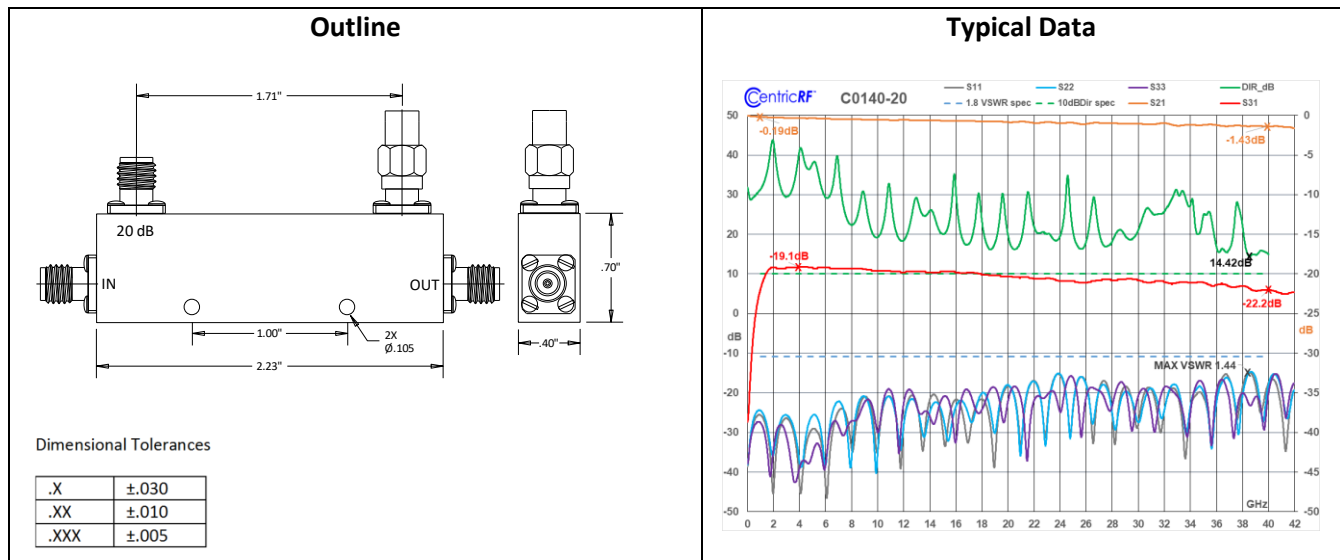 Outline
1.71"
20 dB
IN
OUT
.70"
1.00"
2X
Ø.105
.40"
2.23"
Dimensional Tolerances
.X ±.030
.XX ±.010
.XXX ±.005
Typical Data
CentricRF™ C0140-20
S11 S22 S33 DIR_dB
1.8 VSWR spec 10dBDir spec S21 S31
50 0
-0.19dB -1.43dB
40 -5
30 -10
20 -15
-19.1dB
14.42dB
10 -20
-22.2dB
0 -25
dB dB
-10 -30
MAX VSWR 1.44
-20 -35
-30 -40
-40 -45
GHz
-50 -50
0 2 4 6 8 10 12 14 16 18 20 22 24 26 28 30 32 34 36 38 40 42